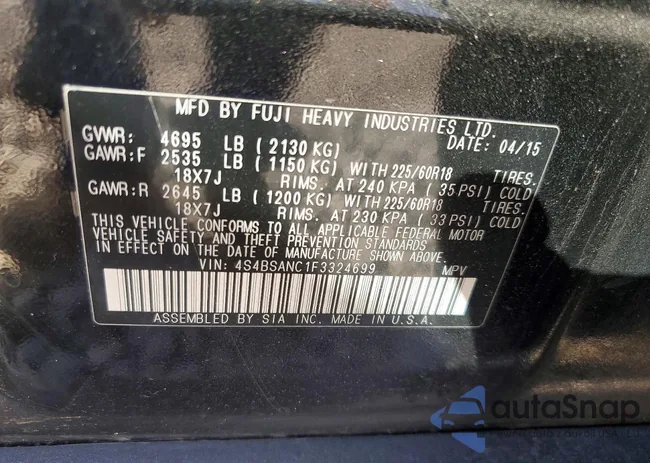 MFD BY FUJI HEAVY INDUSTRIES LTD.
GVWR: 4695 LB ( 2130 KG) DATE: 04/15
GAWR:F 2535 LB ( 1150 KG) WITH 225/60R18 TIRES.
18X7J RIMS. AT 240 KPA ( 35 PSI) COLD
GAWR:R 2645 LB ( 1200 KG) WITH 225/60R18 TIRES.
18X7J RIMS. AT 230 KPA ( 33 PSI) COLD
THIS VEHICLE CONFORMS TO ALL APPLICABLE FEDERAL MOTOR
VEHICLE SAFETY AND THEFT PREVENTION STANDARDS
IN EFFECT ON THE DATE OF MANUFACTURE SHOWN ABOVE.
VIN: 4S4BSANC1F3324699 MPV
ASSEMBLED BY SIA INC. MADE IN U.S.A.
autaSnap